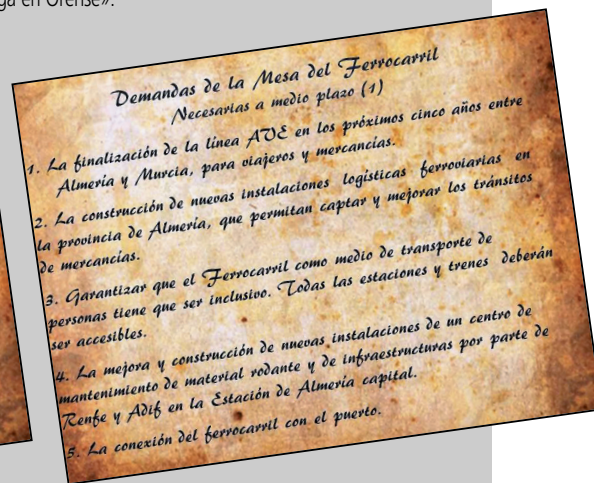 ga en Orense».
Demandas de la Mesa del Ferrocarril
Necesarias a medio plazo (1)
1. La finalización de la línea AVE en los próximos cinco años entre
Almería y Murcia, para viajeros y mercancías.
2. La construcción de nuevas instalaciones logísticas ferroviarias en
la provincia de Almería, que permitan captar y mejorar los tránsitos
de mercancías.
3. Garantizar que el Ferrocarril como medio de transporte de
personas tiene que ser inclusivo. Todas las estaciones y trenes deberán
ser accesibles.
4. La mejora y construcción de nuevas instalaciones de un centro de
mantenimiento de material rodante y de infraestructuras por parte de
Renfe y Adif en la Estación de Almería capital.
5. La conexión del ferrocarril con el puerto.